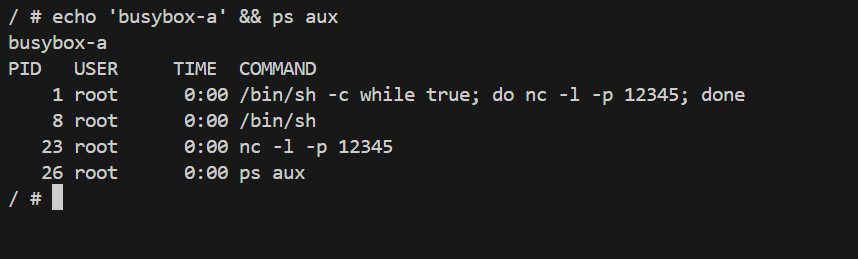 / # echo 'busybox-a' && ps aux
busybox-a
PID   USER     TIME  COMMAND
    1 root      0:00 /bin/sh -c while true; do nc -l -p 12345; done
    8 root      0:00 /bin/sh
   23 root      0:00 nc -l -p 12345
   26 root      0:00 ps aux
/ #